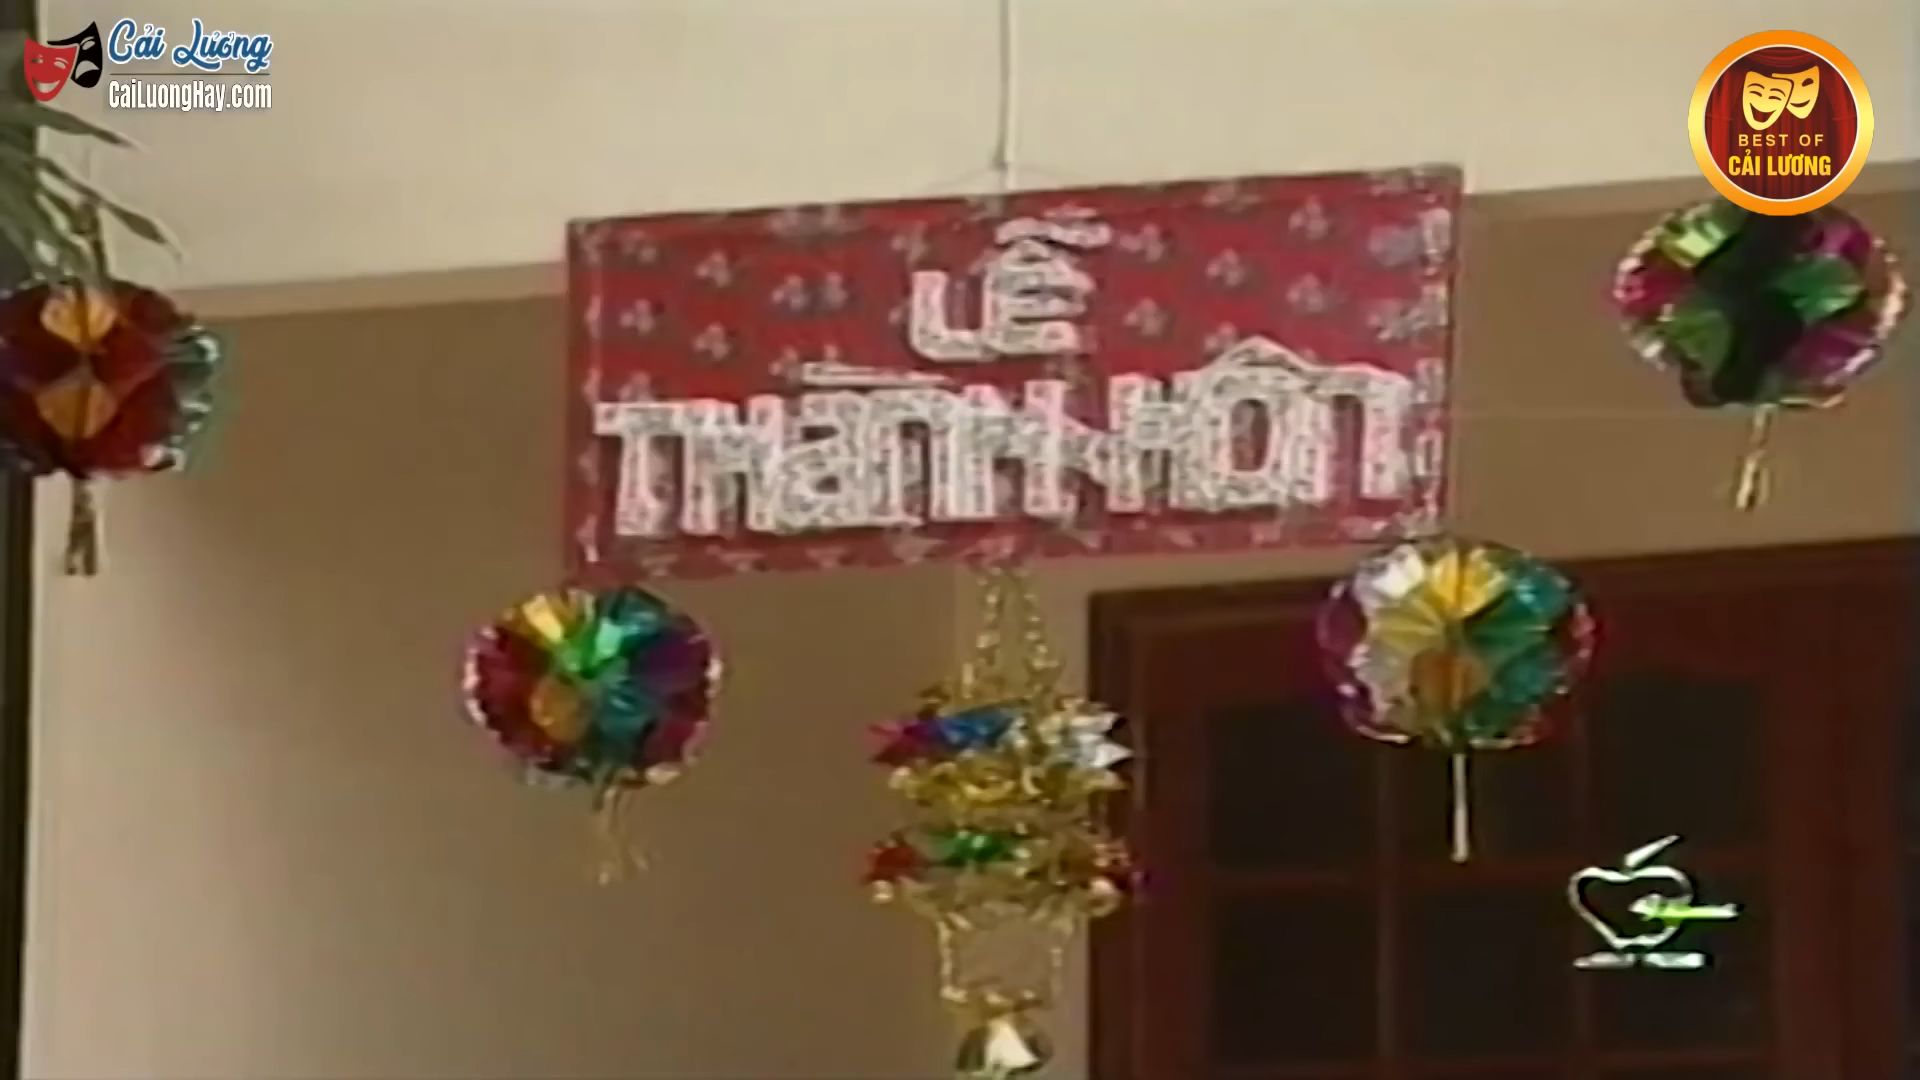 Cải Lương
CaiLuongHay.com
BEST OF
CẢI LƯƠNG
LỄ
THÀNH HÔN